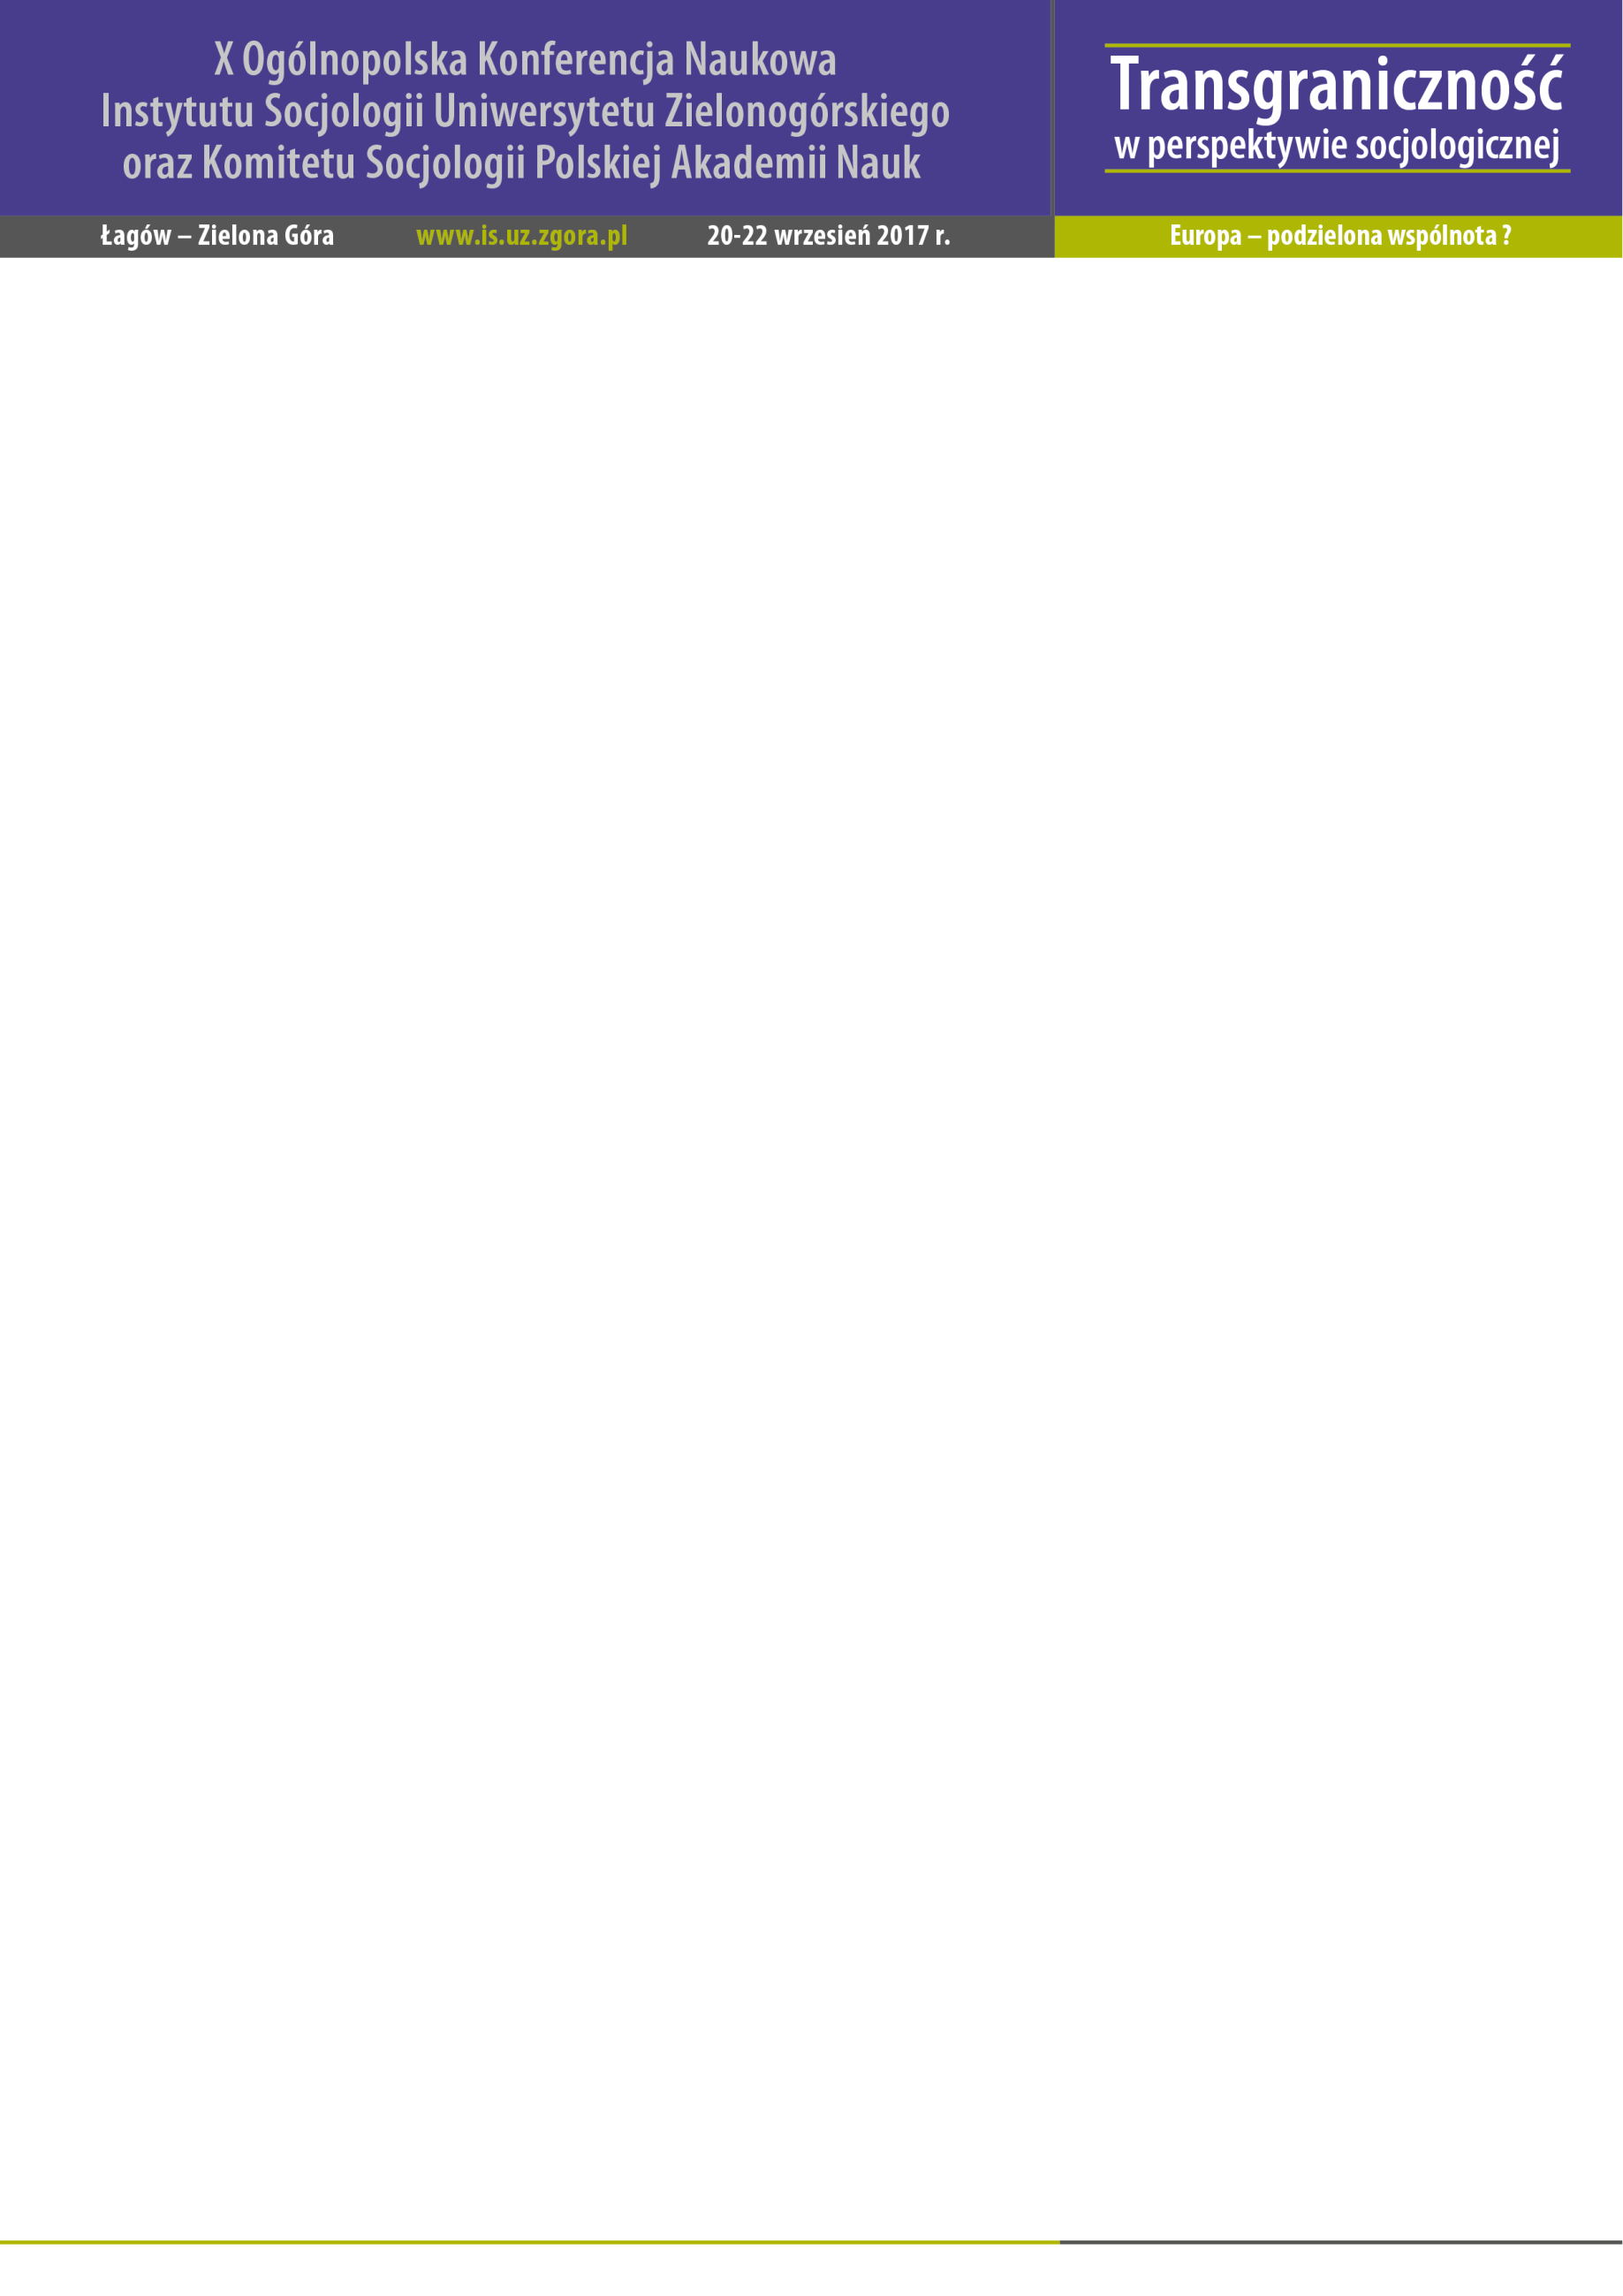 X Ogólnopolska Konferencja Naukowa
Instytutu Socjologii Uniwersytetu Zielonogórskiego
oraz Komitetu Socjologii Polskiej Akademii Nauk
Transgraniczność
w perspektywie socjologicznej
Łagów – Zielona Góra www.is.uz.zgora.pl 20-22 wrzesień 2017 r.
Europa – podzielona wspólnota ?